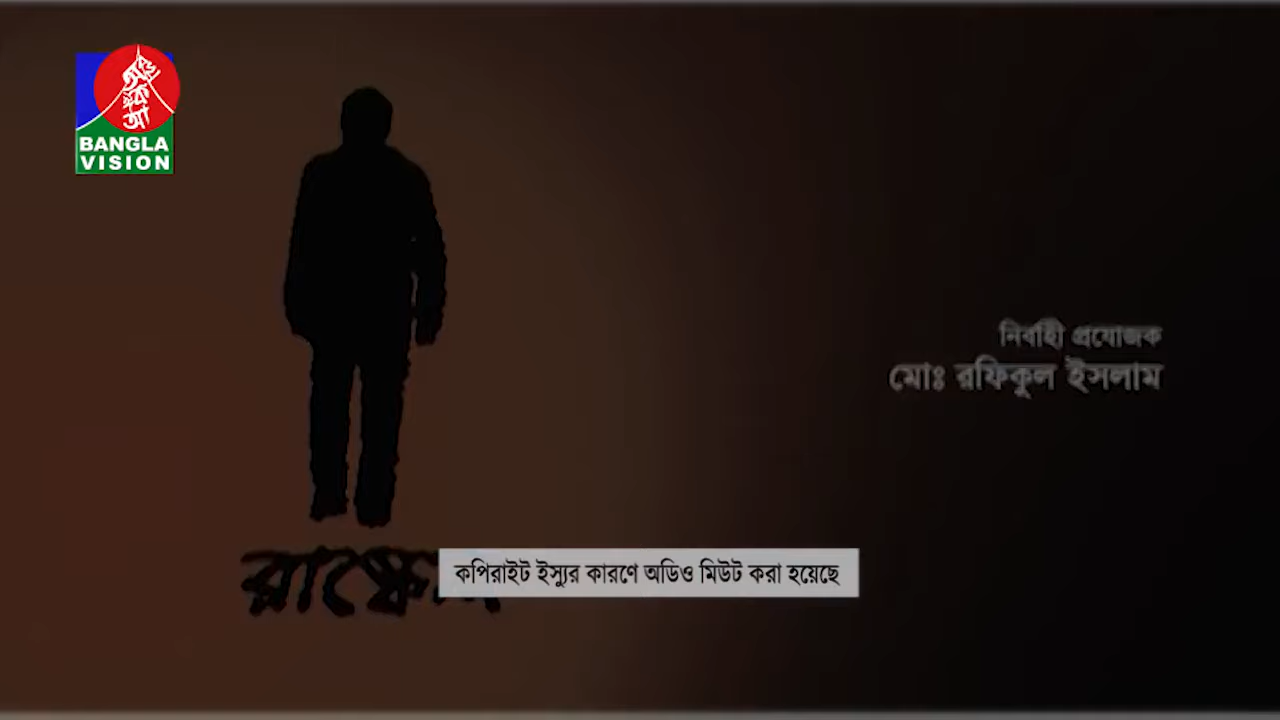 BANGLA
VISION
নির্বাহী প্রযোজক
মোঃ রফিকুল ইসলাম
কপিরাইট ইস্যুর কারণে অডিও মিউট করা হয়েছে